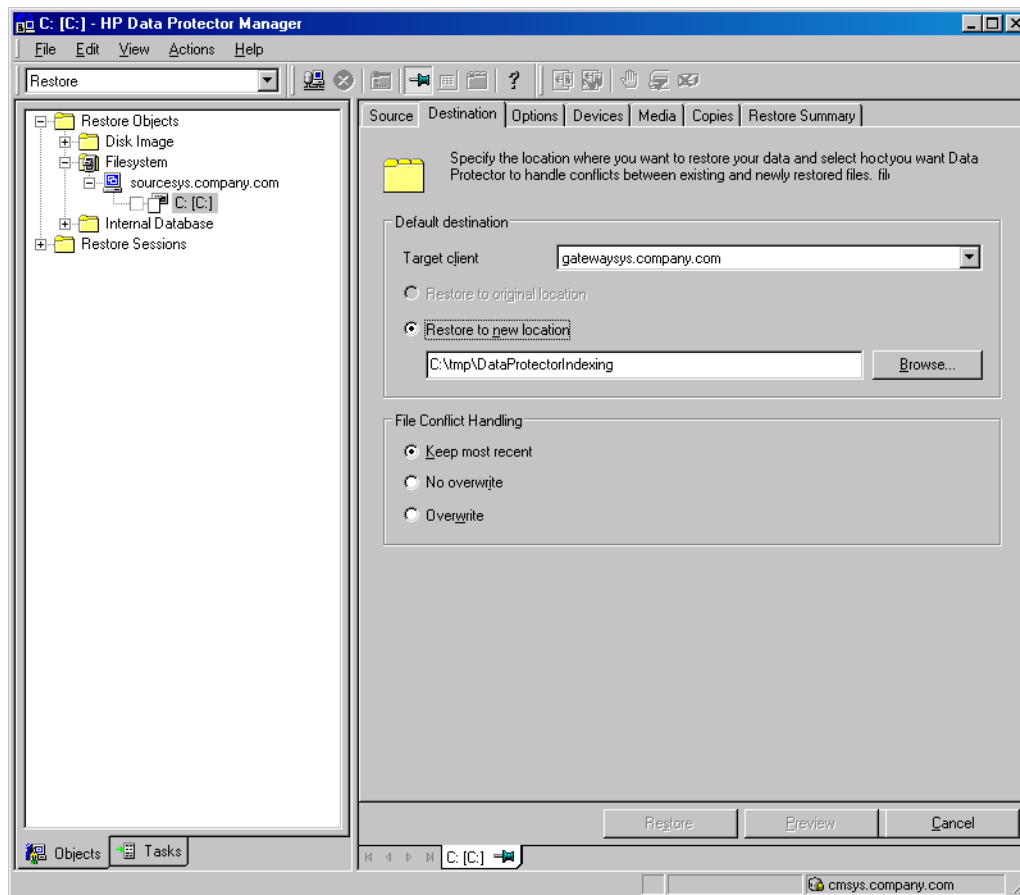 C: [C:] - HP Data Protector Manager
File Edit View Actions Help
Restore
Restore Objects
Disk Image
Filesystem
sourcesys.company.com
C: [C:]
Internal Database
Restore Sessions
Objects
Tasks
Source Destination Options Devices Media Copies Restore Summary
Specify the location where you want to restore your data and select hoctyou want Data
Protector to handle conflicts between existing and newly restored files. file
Default destination
Target client
gatewaysys.company.com
Restore to original location
Restore to new location
C:\tmp\DataProtectorIndexing
Browse...
File Conflict Handling
Keep most recent
No overwrite
Overwrite
Restore Preview Cancel
C: [C:]
cmsys.company.com